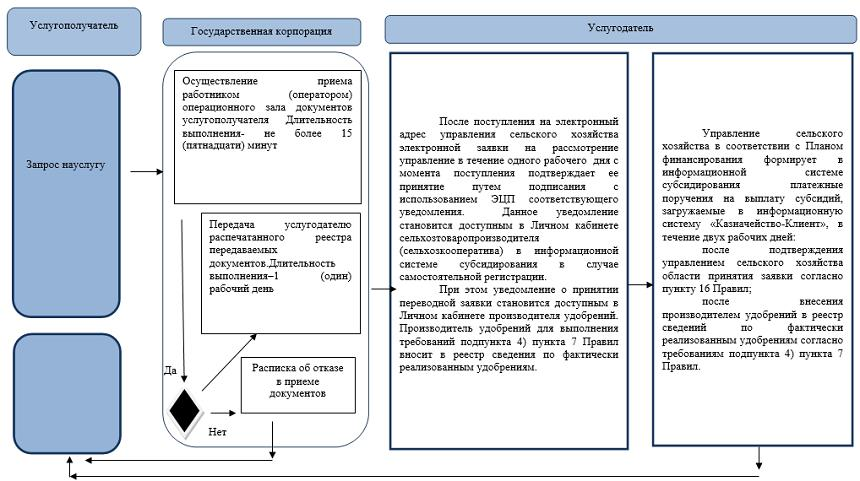 Услугополучатель
Государственная корпорация
Услугодатель
Запрос науслугу
Осуществление приема
работником (оператором)
операционного зала документов
услугополучателя Длительность
выполнения- не более 15
(пятнадцати) минут
Передача услугодателю
распечатанного реестра
передаваемых
документов.Длительность
выполнения–1 (один)
рабочий день
Да
Расписка об отказе
в приеме
документов
Нет
После поступления на электронный
адрес управления сельского хозяйства
электронной заявки на рассмотрение
управление в течение одного рабочего дня с
момента поступления подтверждает ее
принятие путем подписания с
использованием ЭЦП соответствующего
уведомления. Данное уведомление
становится доступным в Личном кабинете
сельхозтоваропроизводителя
(сельхозкооператива) в информационной
системе субсидирования в случае
самостоятельной регистрации.
При этом уведомление о принятии
переводной заявки становится доступным в
Личном кабинете производителя удобрений.
Производитель удобрений для выполнения
требований подпункта 4) пункта 7 Правил
вносит в реестр сведения по фактически
реализованным удобрениям.
Управление сельского
хозяйства в соответствии с Планом
финансирования формирует в
информационной системе
субсидирования платежные
поручения на выплату субсидий,
загружаемые в информационную
систему «Казначейство-Клиент», в
течение двух рабочих дней:
после подтверждения
управлением сельского хозяйства
области принятия заявки согласно
пункту 16 Правил;
после внесения
производителем удобрений в реестр
сведений по фактически
реализованным удобрениям согласно
требованиям подпункта 4) пункта 7
Правил.